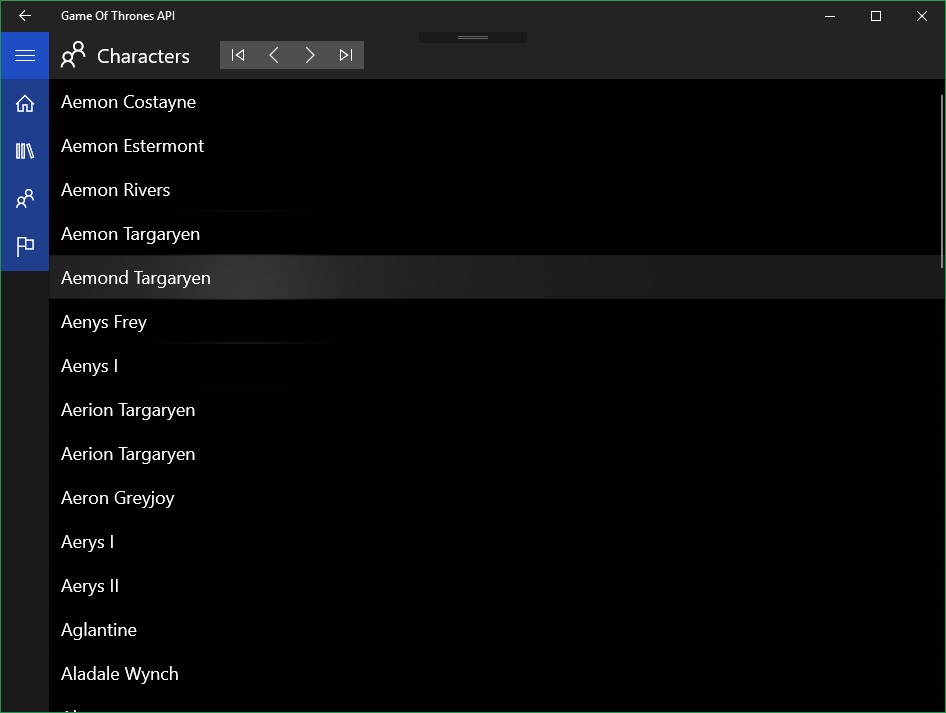 Game Of Thrones API
Characters
Aemon Costayne
Aemon Estermont
Aemon Rivers
Aemon Targaryen
Aemond Targaryen
Aenys Frey
Aenys I
Aerion Targaryen
Aerion Targaryen
Aeron Greyjoy
Aerys I
Aerys II
Aglantine
Aladale Wynch